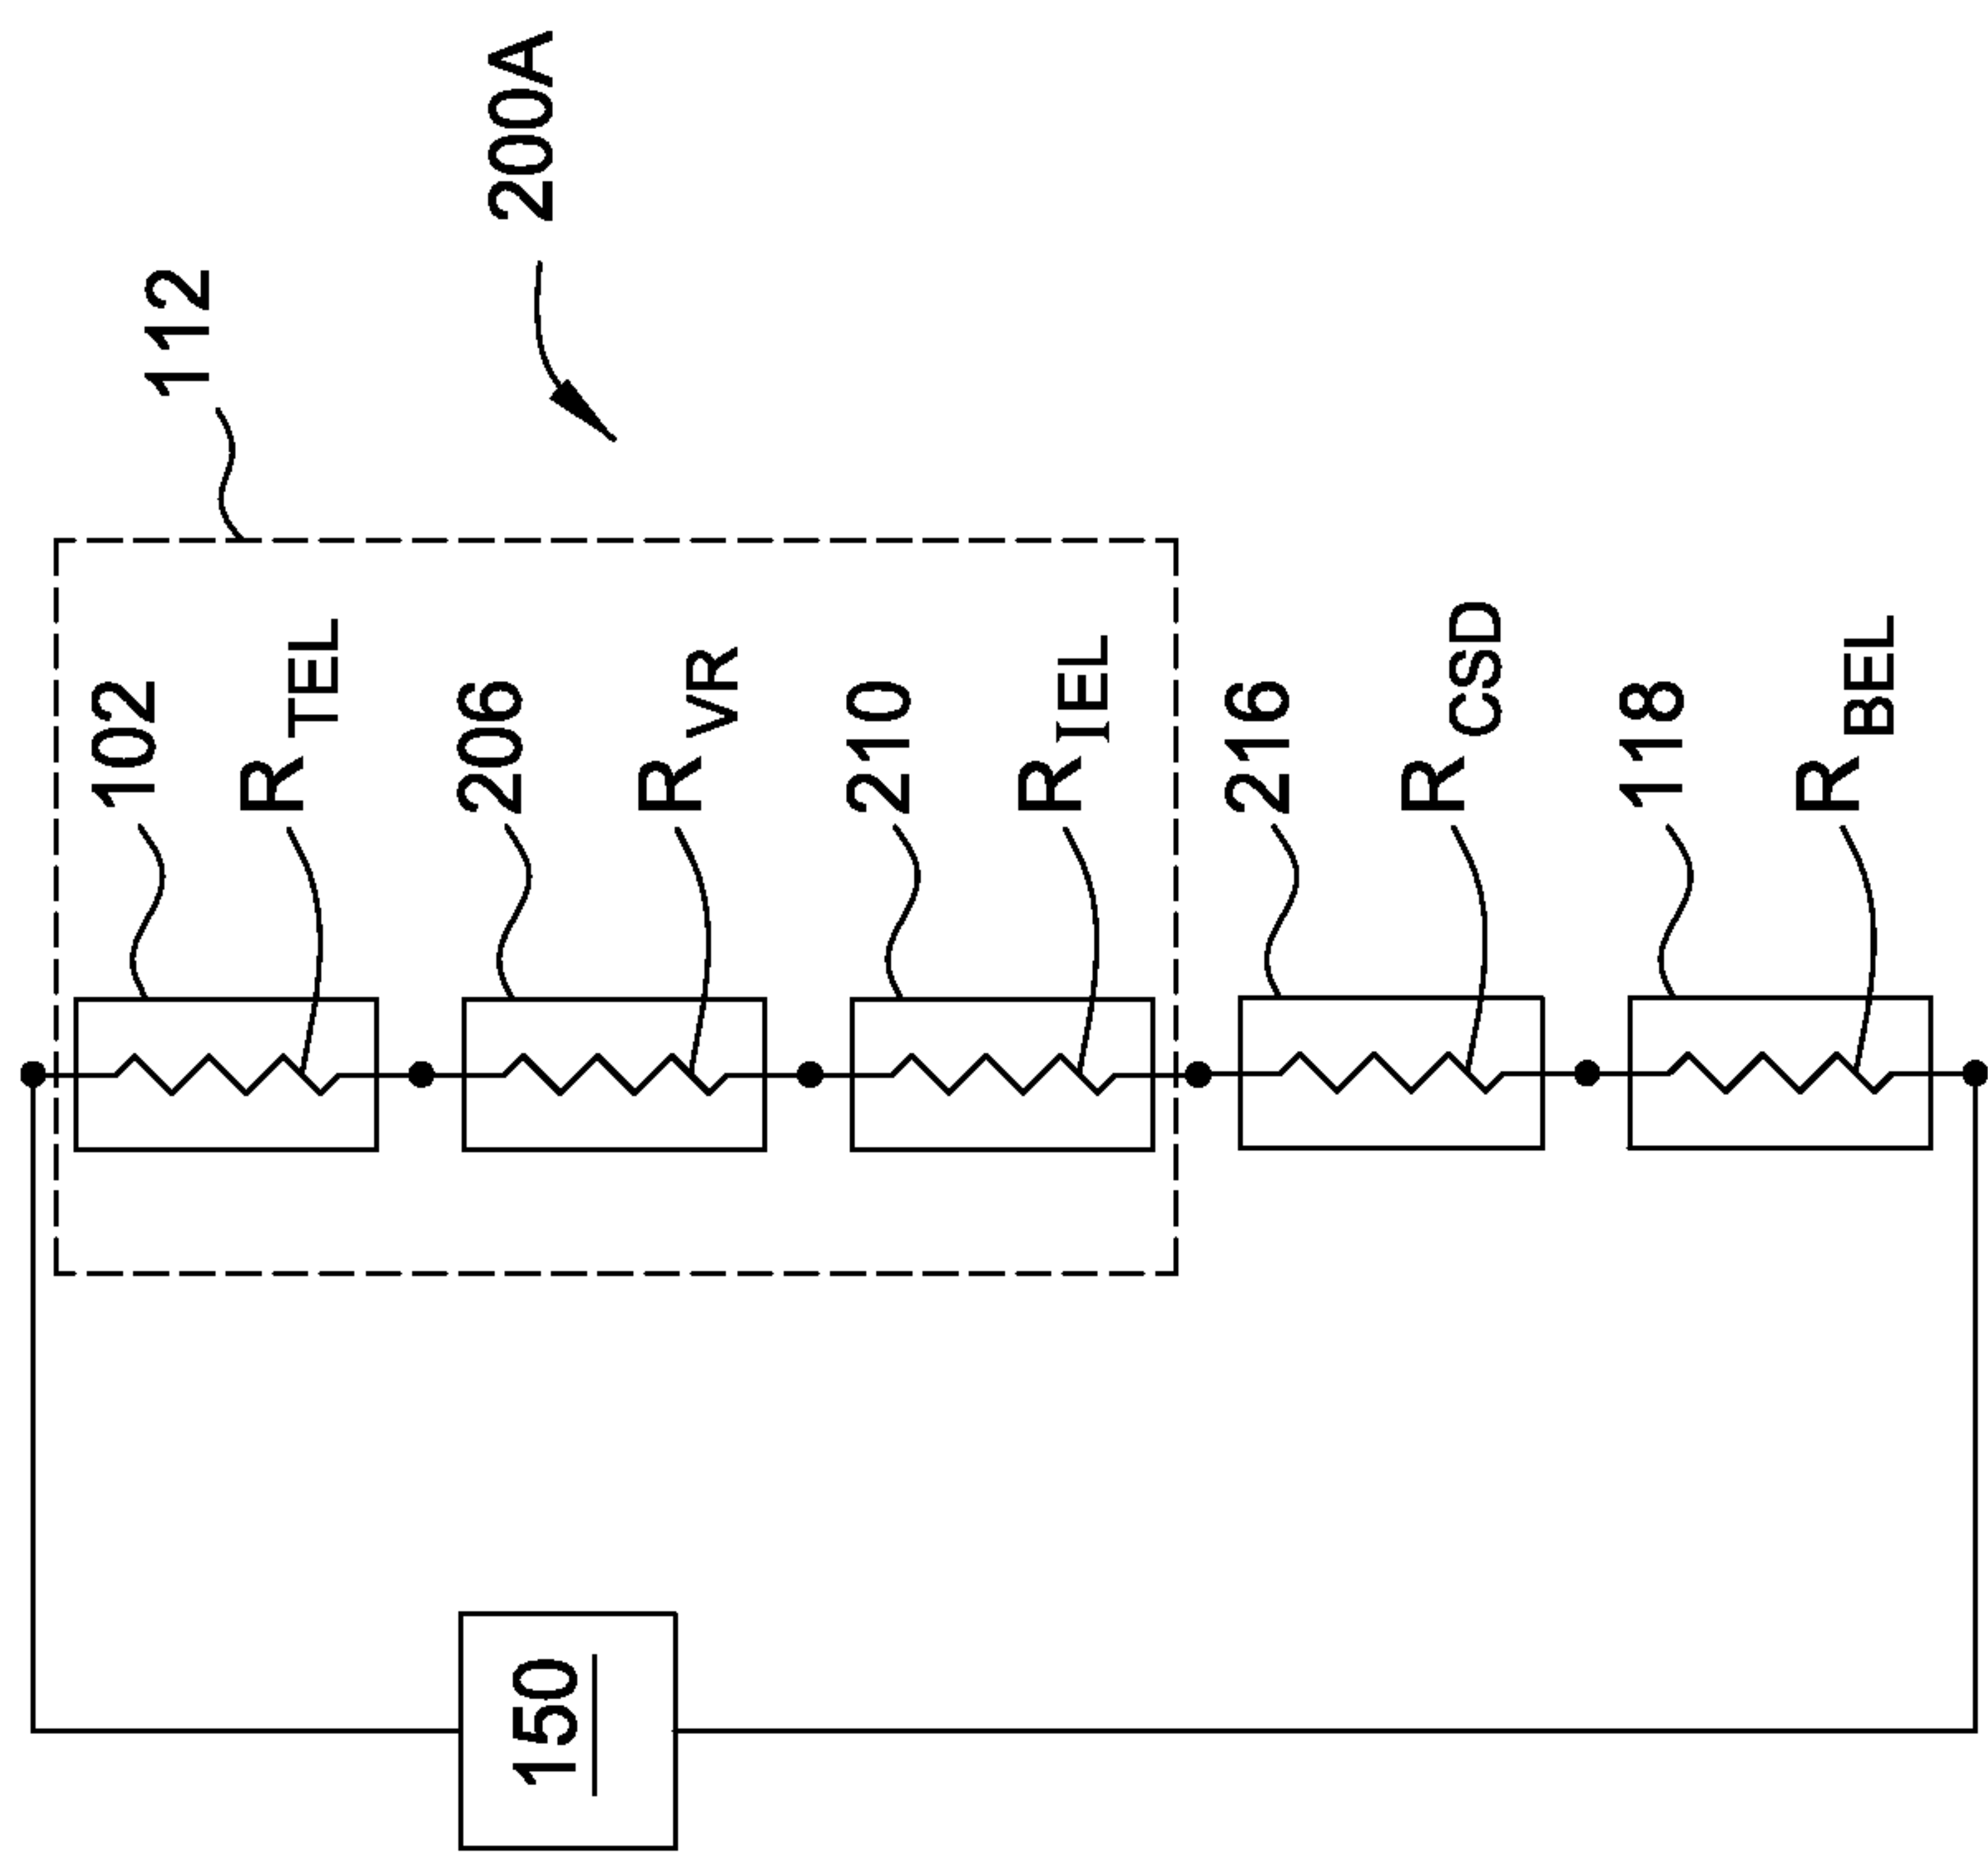 200A
112
102
R TEL
206
R VR
210
R IEL
216
R CSD
118
R BEL
150